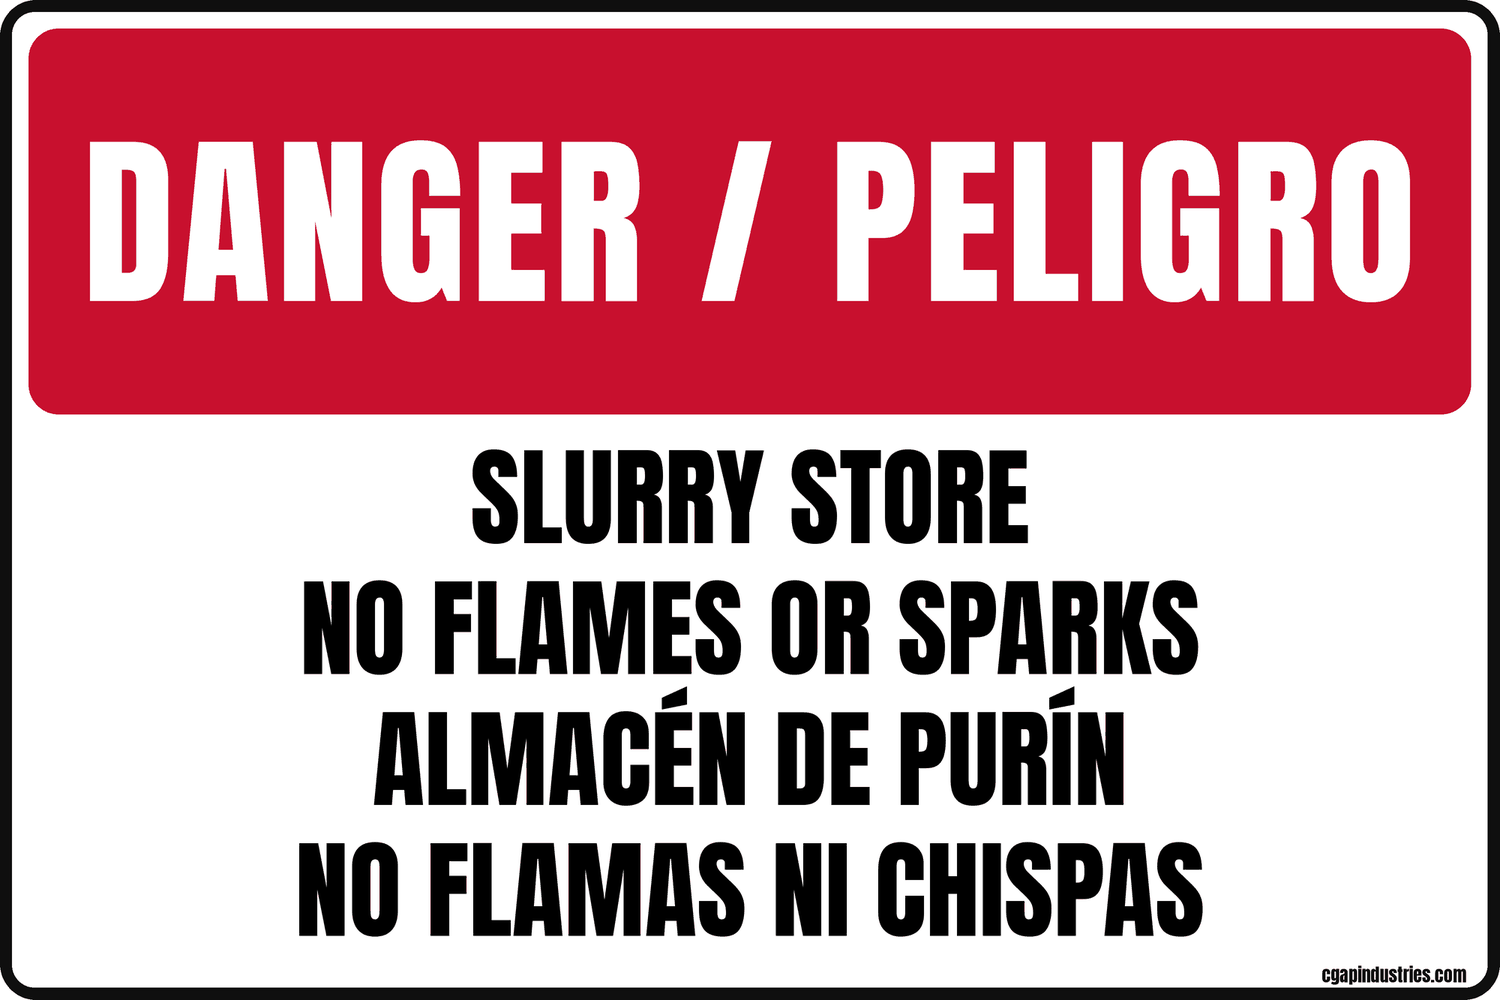 DANGER / PELIGRO
SLURRY STORE
NO FLAMES OR SPARKS
ALMACÉN DE PURÍN
NO FLAMAS NI CHISPAS
cgapindustries.com